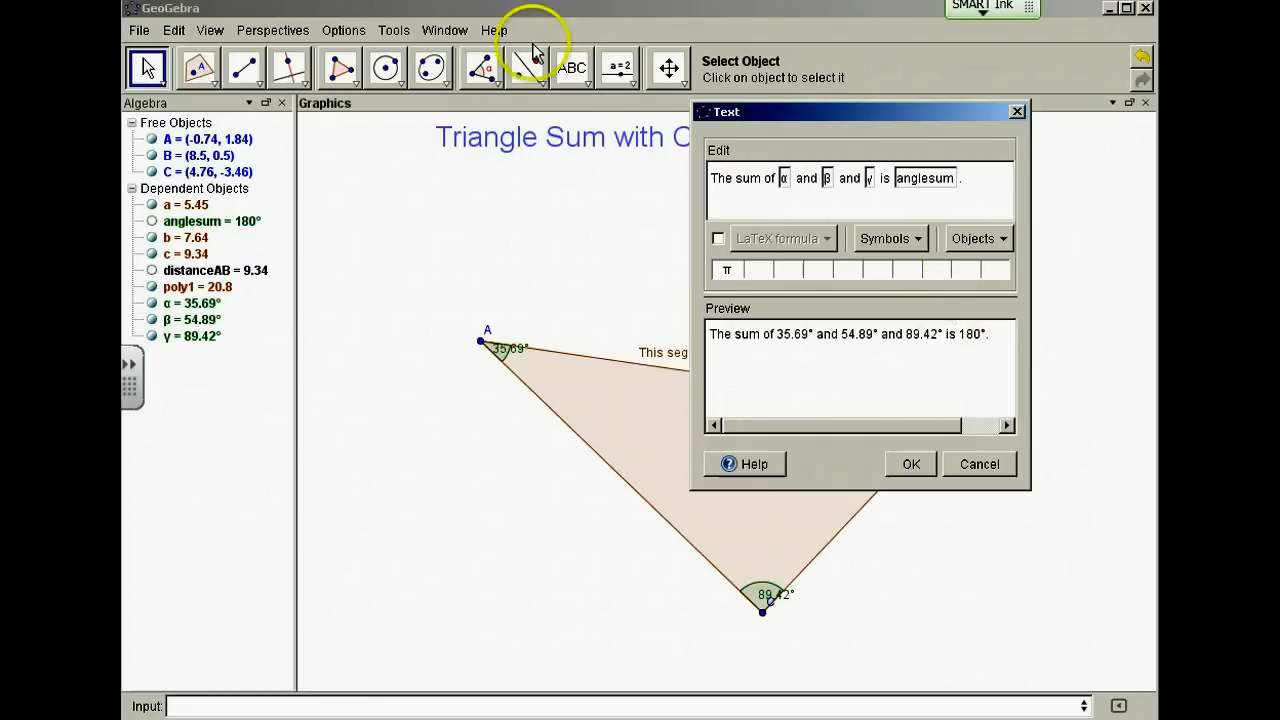 GeoGebra
SMART Ink
File Edit View Perspectives Options Tools Window Help
A
α
ABC
a=2
Select Object
Click on object to select it
Algebra
Graphics
Free Objects
A = (-0.74, 1.84)
B = (8.5, 0.5)
C = (4.76, -3.46)
Dependent Objects
a = 5.45
anglesum = 180°
b = 7.64
c = 9.34
distanceAB = 9.34
poly1 = 20.8
α = 35.69°
β = 54.89°
γ = 89.42°
Triangle Sum with C
A
35.69°
This seg
89.42°
C
Text
Edit
The sum of α and β and γ is anglesum .
LaTeX formula
Symbols
Objects
π
Preview
The sum of 35.69° and 54.89° and 89.42° is 180°.
Help
OK
Cancel
Input: